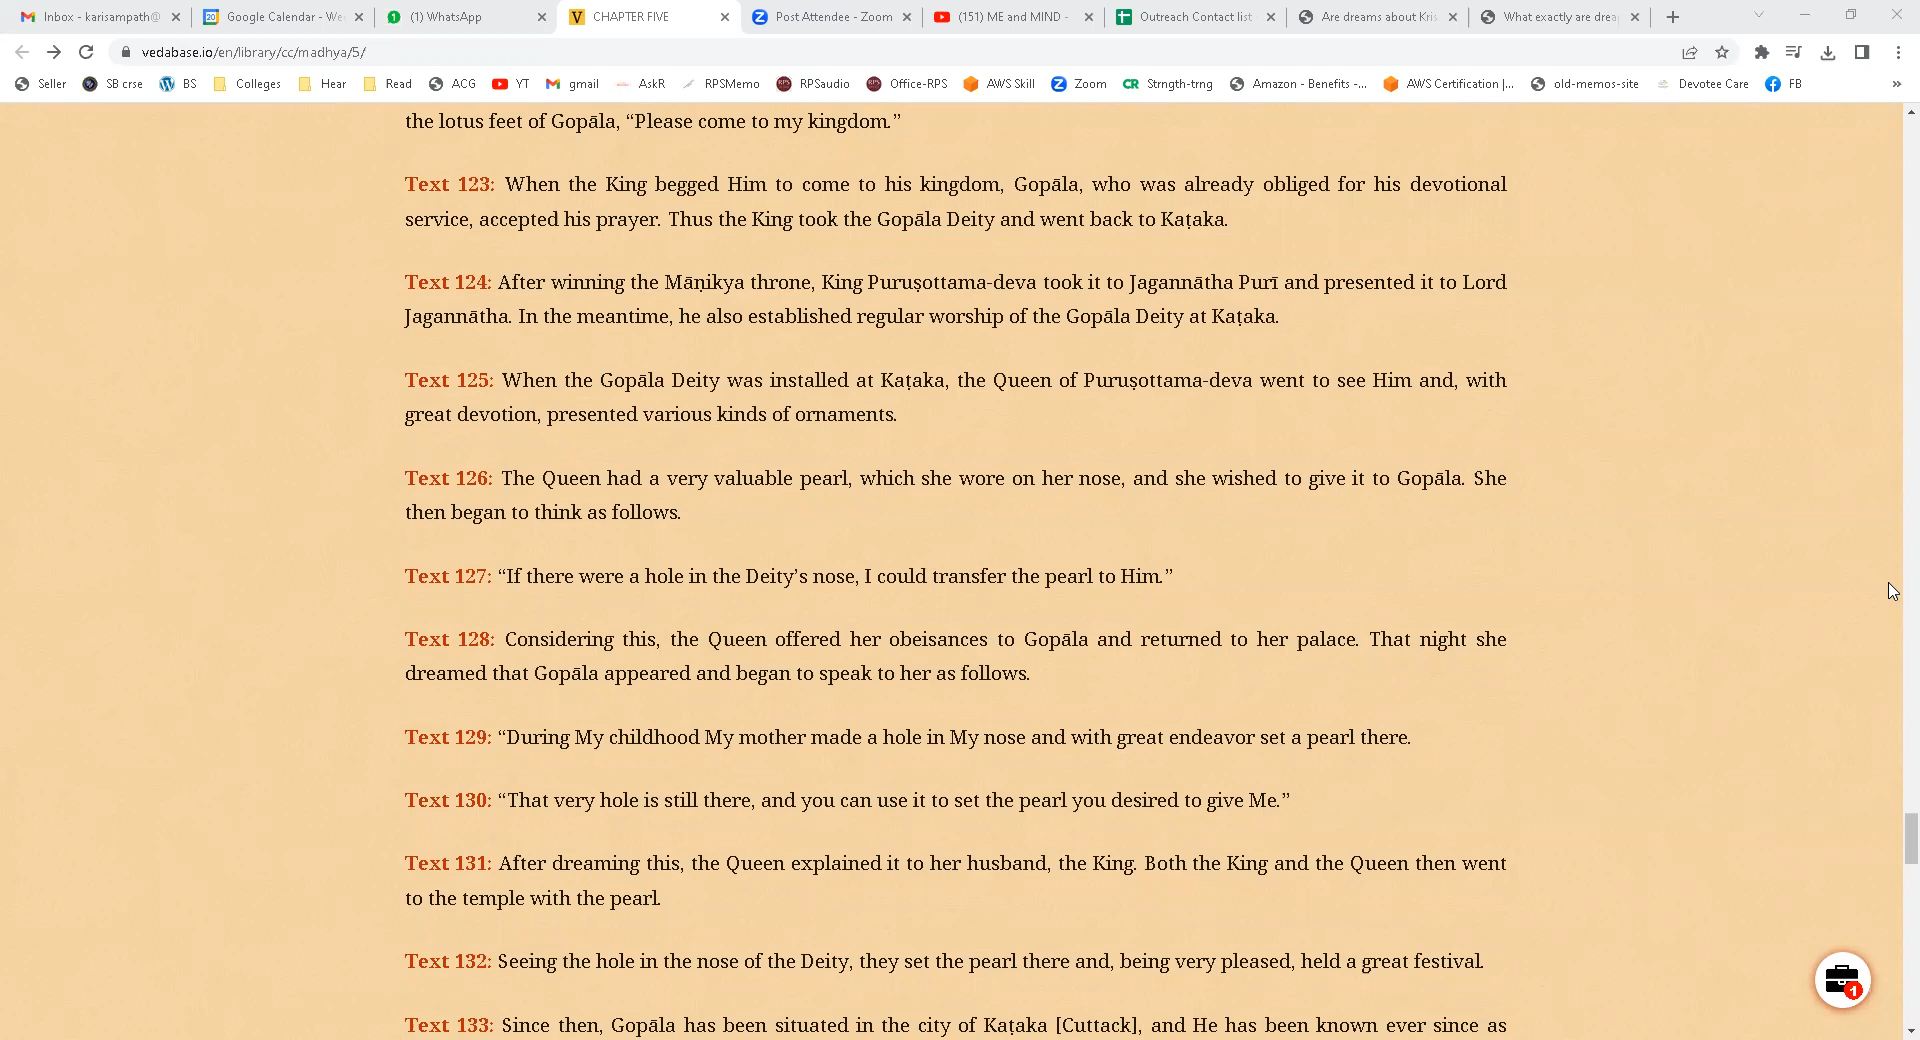 Inbox - karisampath@
Google Calendar - We
(1) WhatsApp
CHAPTER FIVE
Post Attendee - Zoom
(151) ME and MIND -
Outreach Contact list
Are dreams about Kris
What exactly are drea
vedabase.io/en/library/cc/madhya/5/
Seller SB crse BS Colleges Hear Read ACG YT gmail AskR RPSMemo RPSaudio Office-RPS AWS Skill Zoom Strngth-trng Amazon - Benefits -... AWS Certification |... old-memos-site Devotee Care FB »
the lotus feet of Gopāla, “Please come to my kingdom.”
Text 123: When the King begged Him to come to his kingdom, Gopāla, who was already obliged for his devotional
service, accepted his prayer. Thus the King took the Gopāla Deity and went back to Kaṭaka.
Text 124: After winning the Māṇikya throne, King Puruṣottama-deva took it to Jagannātha Purī and presented it to Lord
Jagannātha. In the meantime, he also established regular worship of the Gopāla Deity at Kaṭaka.
Text 125: When the Gopāla Deity was installed at Kaṭaka, the Queen of Puruṣottama-deva went to see Him and, with
great devotion, presented various kinds of ornaments.
Text 126: The Queen had a very valuable pearl, which she wore on her nose, and she wished to give it to Gopāla. She
then began to think as follows.
Text 127: “If there were a hole in the Deity’s nose, I could transfer the pearl to Him.”
Text 128: Considering this, the Queen offered her obeisances to Gopāla and returned to her palace. That night she
dreamed that Gopāla appeared and began to speak to her as follows.
Text 129: “During My childhood My mother made a hole in My nose and with great endeavor set a pearl there.
Text 130: “That very hole is still there, and you can use it to set the pearl you desired to give Me.”
Text 131: After dreaming this, the Queen explained it to her husband, the King. Both the King and the Queen then went
to the temple with the pearl.
Text 132: Seeing the hole in the nose of the Deity, they set the pearl there and, being very pleased, held a great festival.
1
Text 133: Since then, Gopāla has been situated in the city of Kaṭaka [Cuttack], and He has been known ever since as